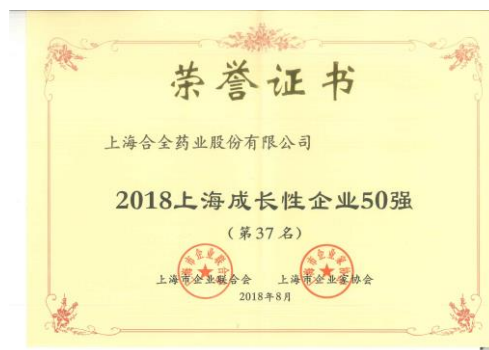 荣誉证书
上海合全药业股份有限公司
2018上海成长性企业50强
(第37名)
上海市企业联合会 上海市企业家协会
2018年8月